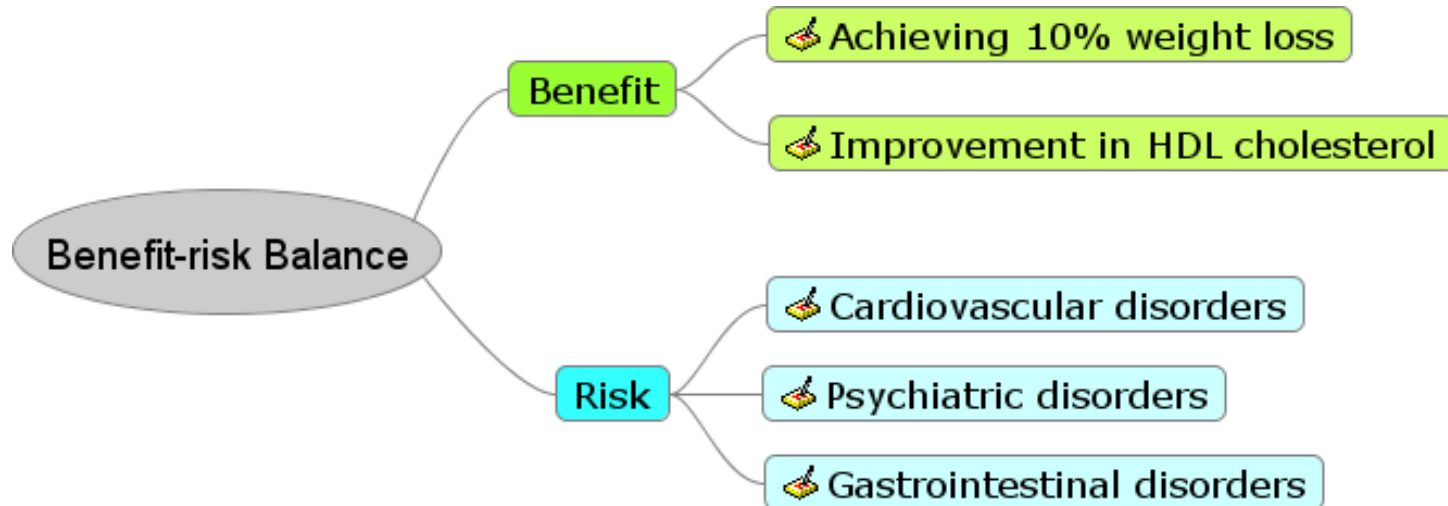 Achieving 10% weight loss
Benefit
Improvement in HDL cholesterol
Benefit-risk Balance
Cardiovascular disorders
Risk
Psychiatric disorders
Gastrointestinal disorders